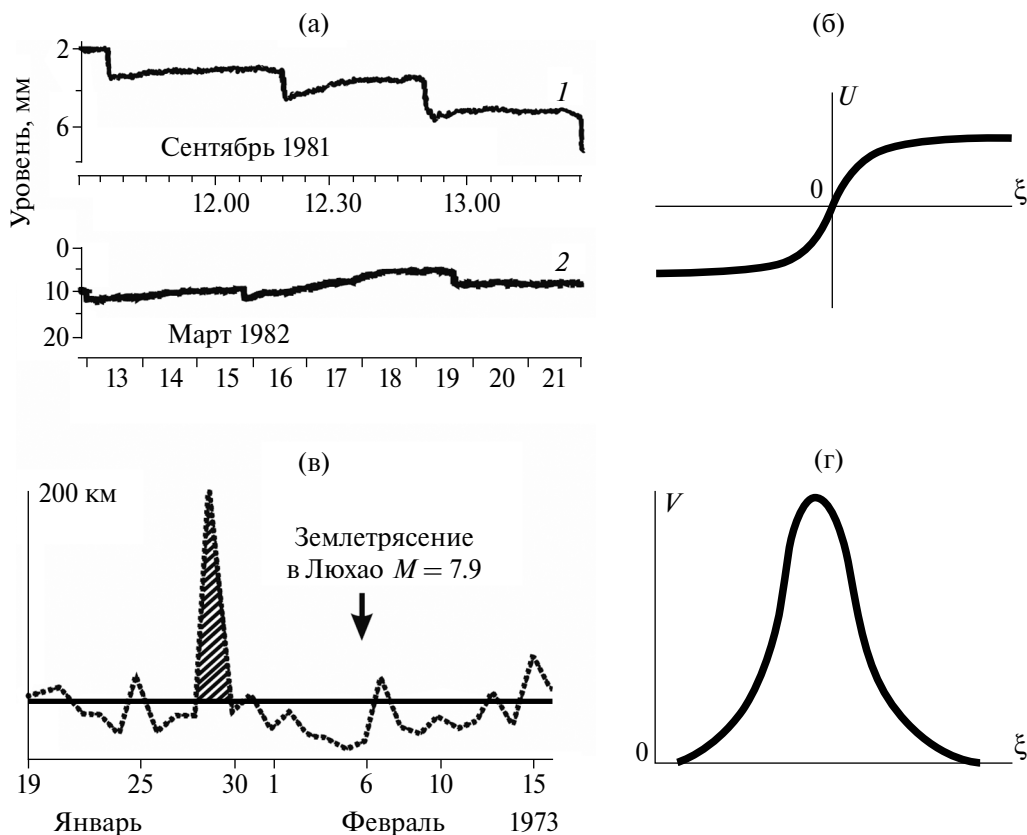 (а)
Уровень, мм
2
6
1
Сентябрь 1981
12.00 12.30 13.00
0
10
20
2
Март 1982
13 14 15 16 17 18 19 20 21
(б)
U
0
ξ
(в)
200 км
Землетрясение
в Люхао M = 7.9
19 25 30 1 6 10 15
Январь Февраль 1973
(г)
V
0
ξ